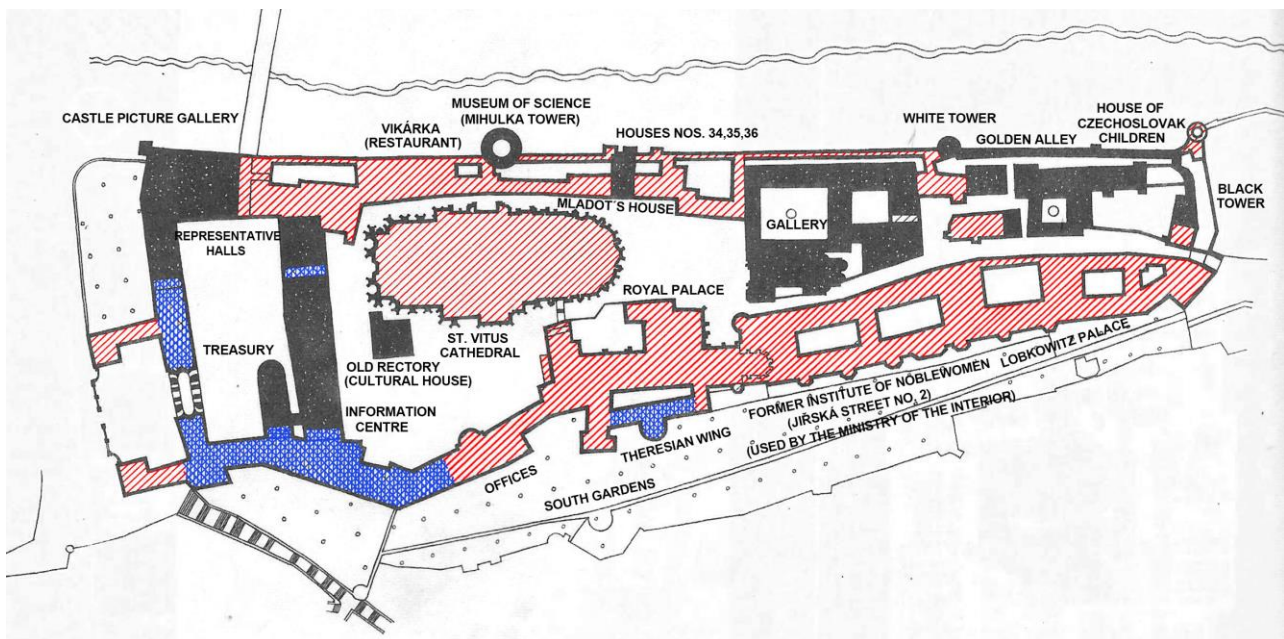 CASTLE PICTURE GALLERY
VIKÁRKA
(RESTAURANT)
MUSEUM OF SCIENCE
(MIHULKA TOWER)
HOUSES NOS. 34,35,36
WHITE TOWER
GOLDEN ALLEY
HOUSE OF
CZECHOSLOVAK
CHILDREN
BLACK
TOWER
MLADOT´S HOUSE
GALLERY
REPRESENTATIVE
HALLS
ROYAL PALACE
ST. VITUS
CATHEDRAL
TREASURY
OLD RECTORY
(CULTURAL HOUSE)
INFORMATION
CENTRE
OFFICES
THERESIAN WING
SOUTH GARDENS
FORMER INSTITUTE OF NOBLEWOMEN
(JIŘSKÁ STREET NO. 2)
(USED BY THE MINISTRY OF THE INTERIOR)
LOBKOWITZ PALACE